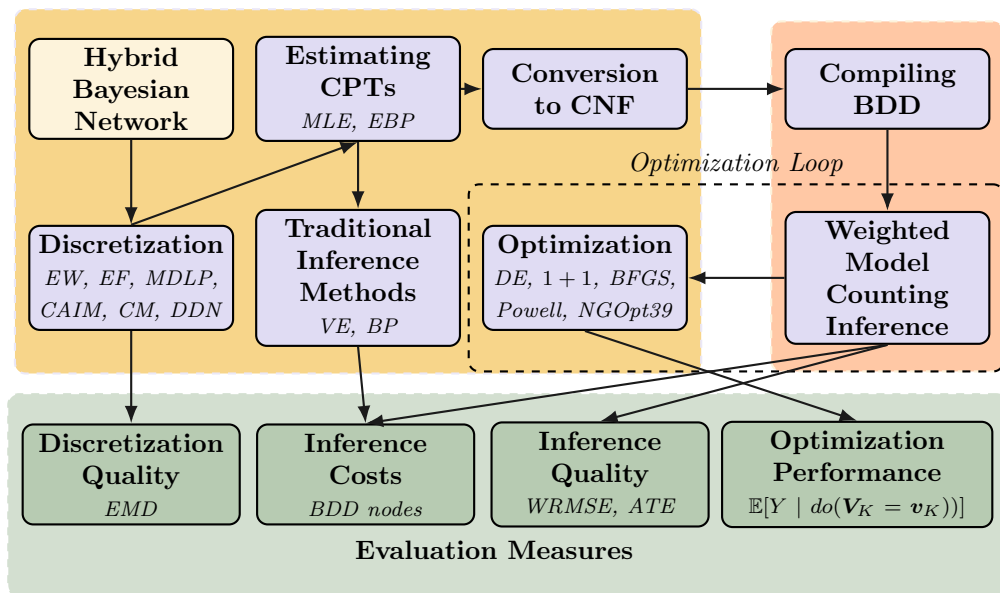 Hybrid
Bayesian
Network
Estimating
CPTs
MLE, EBP
Conversion
to CNF
Compiling
BDD
Optimization Loop
Discretization
EW, EF, MDLP,
CAIM, CM, DDN
Traditional
Inference
Methods
VE, BP
Optimization
DE, 1 + 1, BFGS,
Powell, NGOpt39
Weighted
Model
Counting
Inference
Discretization
Quality
EMD
Inference
Costs
BDD nodes
Inference
Quality
WRMSE, ATE
Optimization
Performance
𝔼[Y | do(V_K = v_K))]
Evaluation Measures